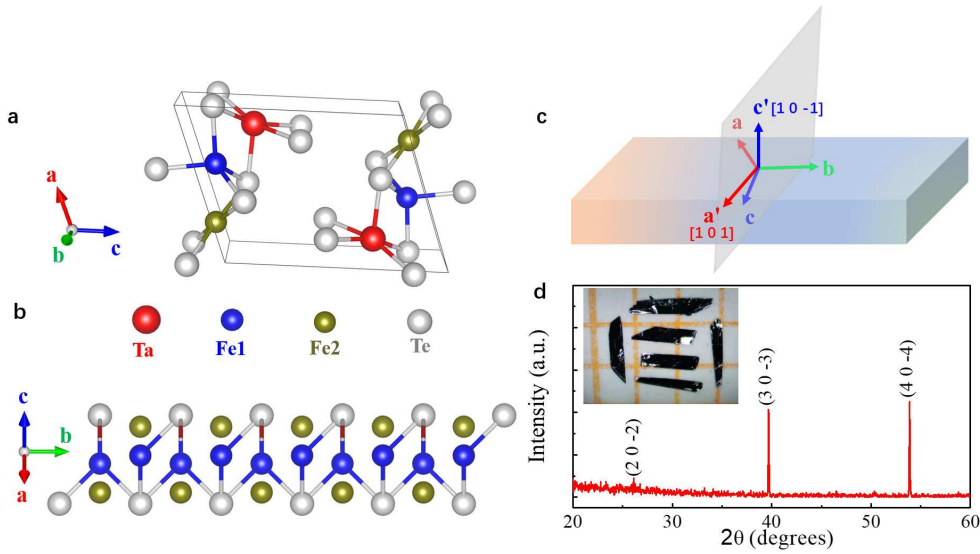 a
a
b
c
b
Ta
Fe1
Fe2
Te
c
b
a
c
c' [1 0 -1]
a
b
a'
c
[1 0 1]
d
Intensity (a.u.)
(2 0 -2)
(3 0 -3)
(4 0 -4)
20
30
40
50
60
2θ (degrees)